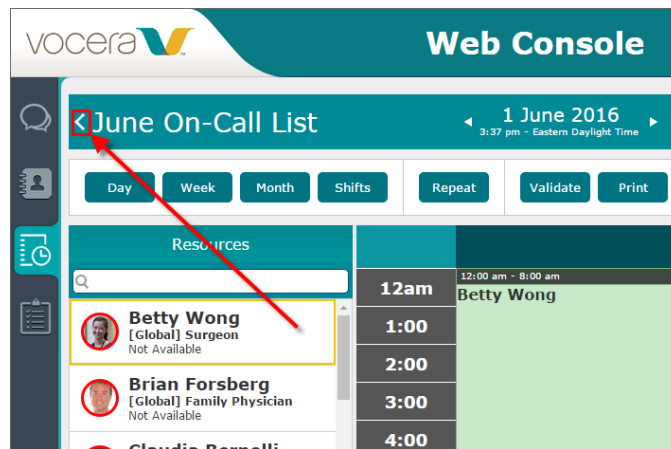 vocera
Web Console
June On-Call List
1 June 2016
3:37 pm - Eastern Daylight Time
Day Week Month Shifts Repeat Validate Print
Resources
12:00 am - 8:00 am
Betty Wong
12am
1:00
2:00
3:00
4:00
Betty Wong
[Global] Surgeon
Not Available
Brian Forsberg
[Global] Family Physician
Not Available